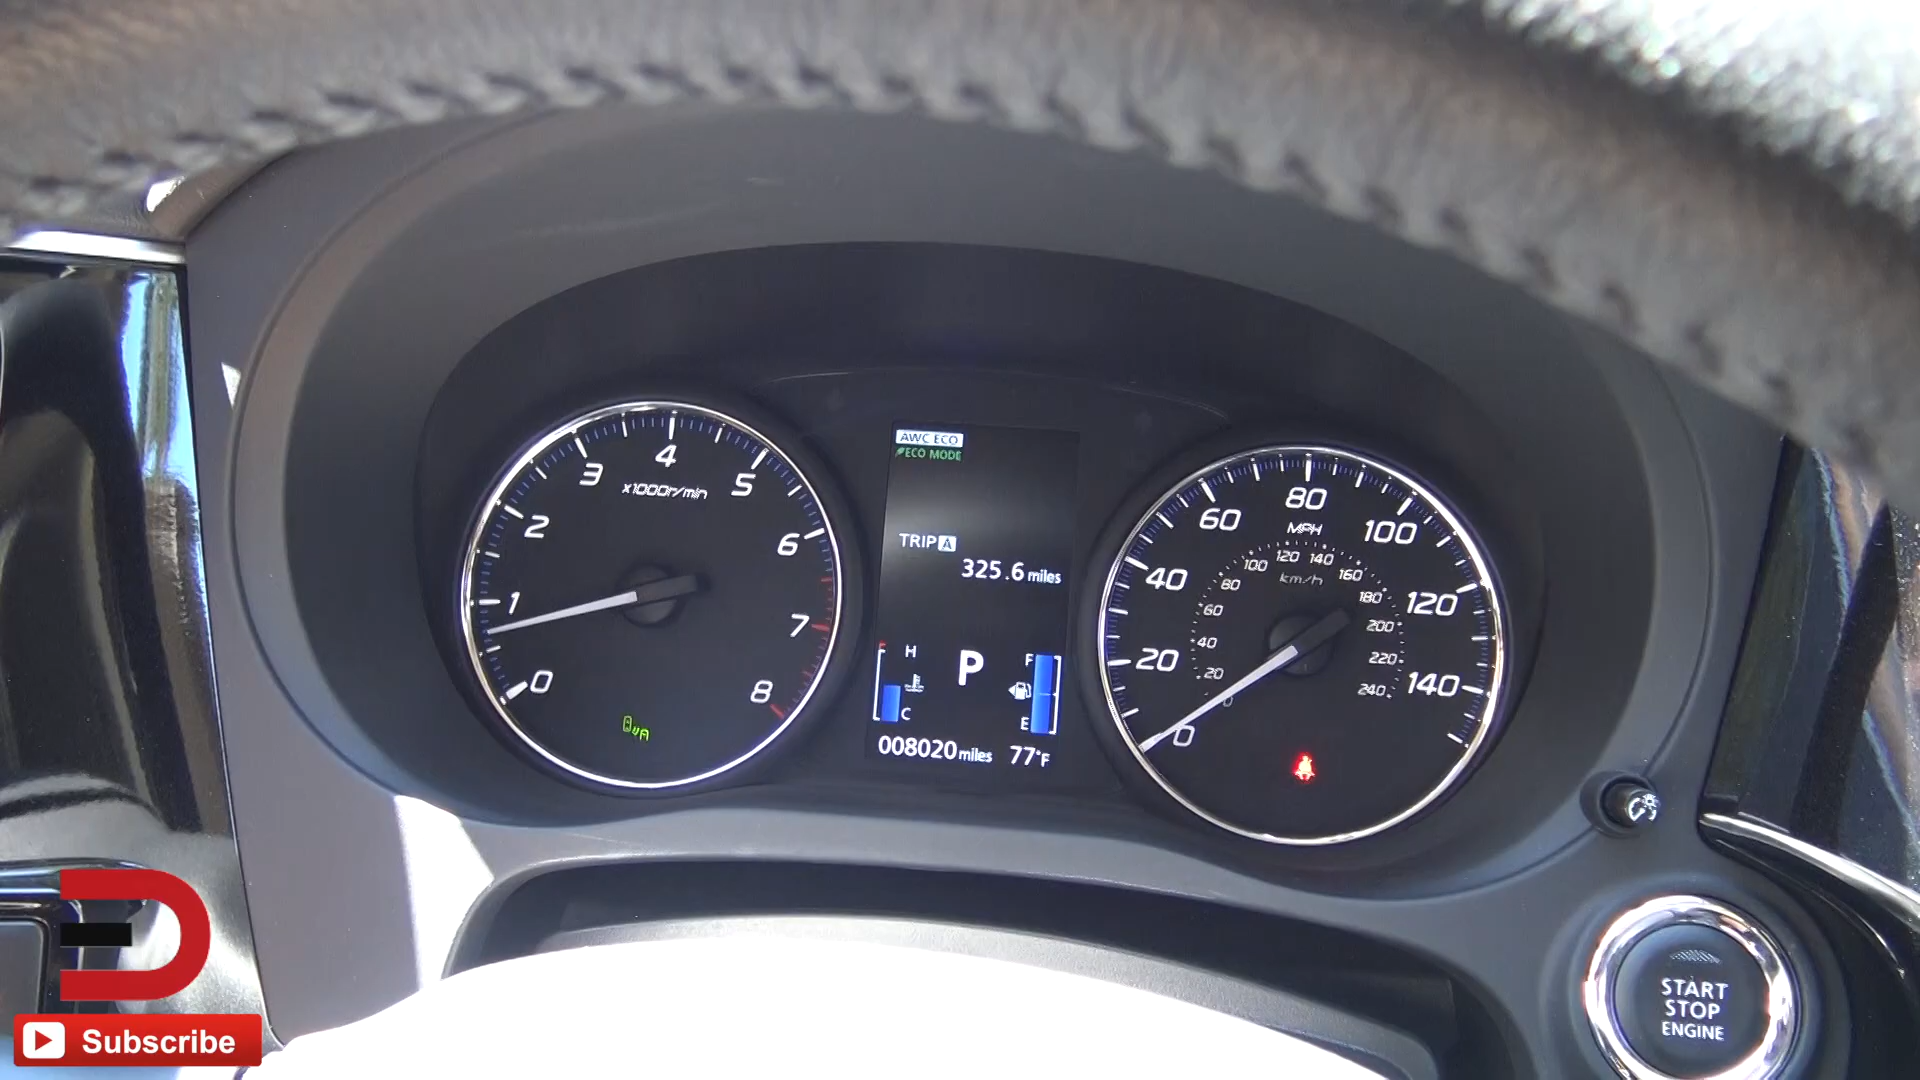 AWC ECO
ECO MODE
TRIP A
325.6 miles
H
C
P
F
E
008020 miles 77°F
0
1
2
3
4
5
6
7
8
x1000r/min
0
20
40
60
80
100
120
140
MPH
0
20
40
60
80
100
120
140
160
180
200
220
240
km/h
START
STOP
ENGINE
Subscribe